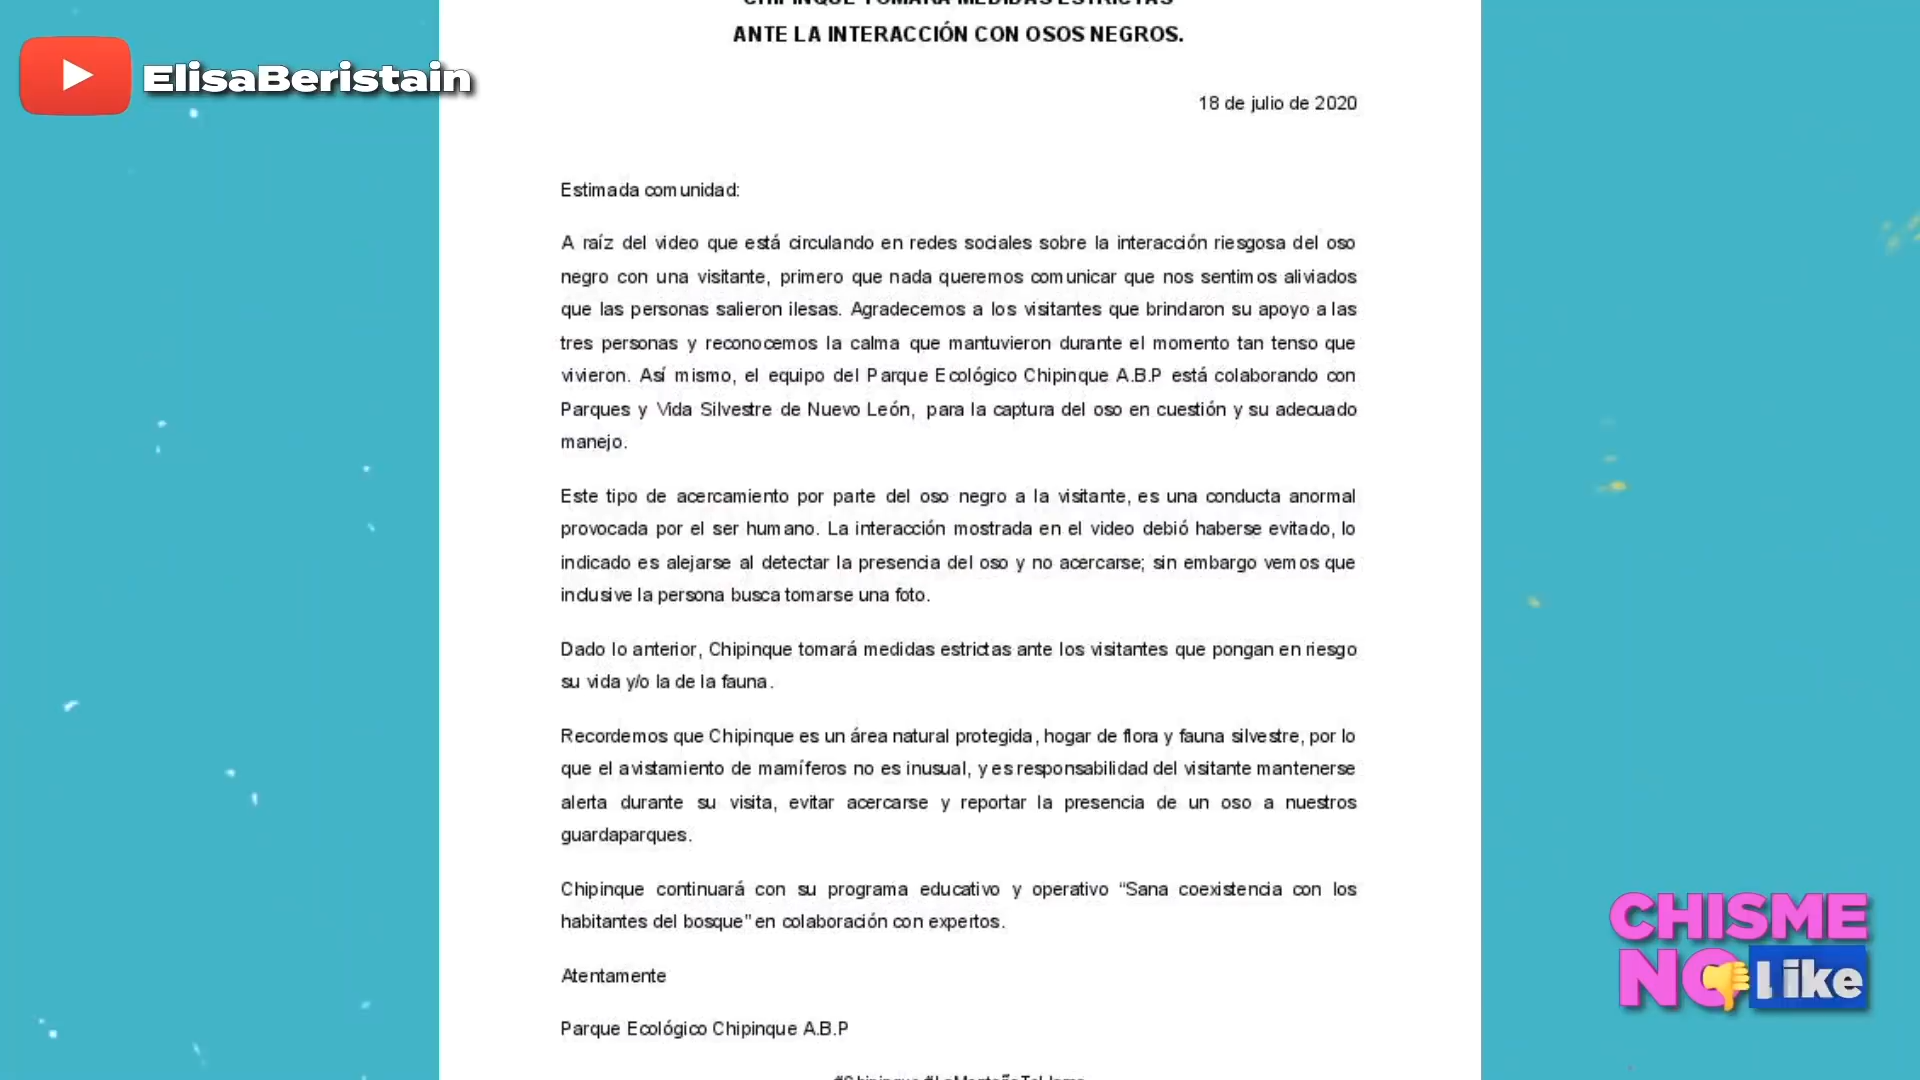 CHIPINQUE TOMARÁ MEDIDAS ESTRICTAS
ANTE LA INTERACCIÓN CON OSOS NEGROS.
ElisaBeristain
18 de julio de 2020
Estimada comunidad:
A raíz del video que está circulando en redes sociales sobre la interacción riesgosa del oso
negro con una visitante, primero que nada queremos comunicar que nos sentimos aliviados
que las personas salieron ilesas. Agradecemos a los visitantes que brindaron su apoyo a las
tres personas y reconocemos la calma que mantuvieron durante el momento tan tenso que
vivieron. Así mismo, el equipo del Parque Ecológico Chipinque A.B.P está colaborando con
Parques y Vida Silvestre de Nuevo León, para la captura del oso en cuestión y su adecuado
manejo.
Este tipo de acercamiento por parte del oso negro a la visitante, es una conducta anormal
provocada por el ser humano. La interacción mostrada en el video debió haberse evitado, lo
indicado es alejarse al detectar la presencia del oso y no acercarse; sin embargo vemos que
inclusive la persona busca tomarse una foto.
Dado lo anterior, Chipinque tomará medidas estrictas ante los visitantes que pongan en riesgo
su vida y/o la de la fauna.
Recordemos que Chipinque es un área natural protegida, hogar de flora y fauna silvestre, por lo
que el avistamiento de mamíferos no es inusual, y es responsabilidad del visitante mantenerse
alerta durante su visita, evitar acercarse y reportar la presencia de un oso a nuestros
guardaparques.
Chipinque continuará con su programa educativo y operativo “Sana coexistencia con los
habitantes del bosque” en colaboración con expertos.
Atentamente
Parque Ecológico Chipinque A.B.P
#Chipinque #LaMontañaTeLlama
CHISME
NO Like